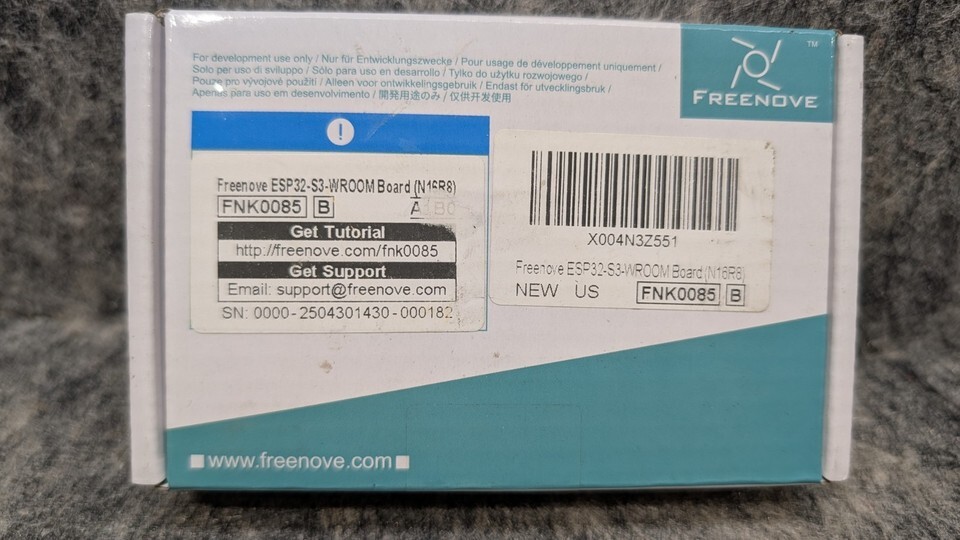 For development use only / Nur für Entwicklungszwecke / Pour usage de développement uniquement /
Solo per uso di sviluppo / Sólo para uso en desarrollo / Tylko do użytku rozwojowego /
Pouze pro vývojové použití / Alleen voor ontwikkelingsgebruik / Endast för utvecklingsbruk /
Apenas para uso em desenvolvimento / 開発用途のみ / 仅供开发使用
TM
FREENOVE
!
Freenove ESP32-S3-WROOM Board (N16R8)
FNK0085 B
Get Tutorial
http://freenove.com/fnk0085
Get Support
Email: support@freenove.com
SN: 0000-2504301430-000182
X004N3Z551
Freenove ESP32-S3-WROOM Board (N16R8)
NEW US FNK0085 B
www.freenove.com